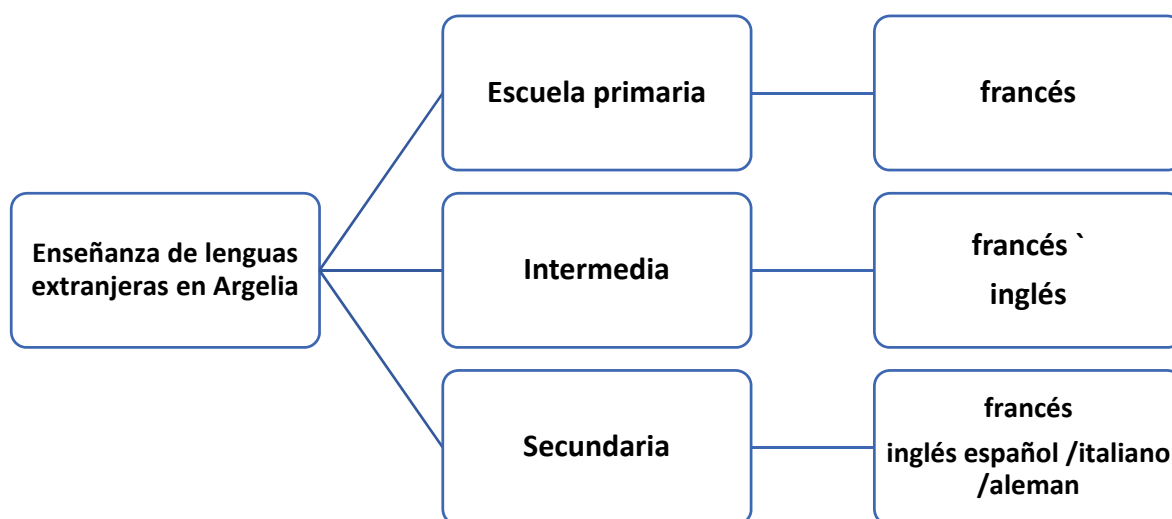 Escuela primaria
francés
Enseñanza de lenguas
extranjeras en Argelia
Intermedia
francés `
inglés
Secundaria
francés
inglés español /italiano
/aleman